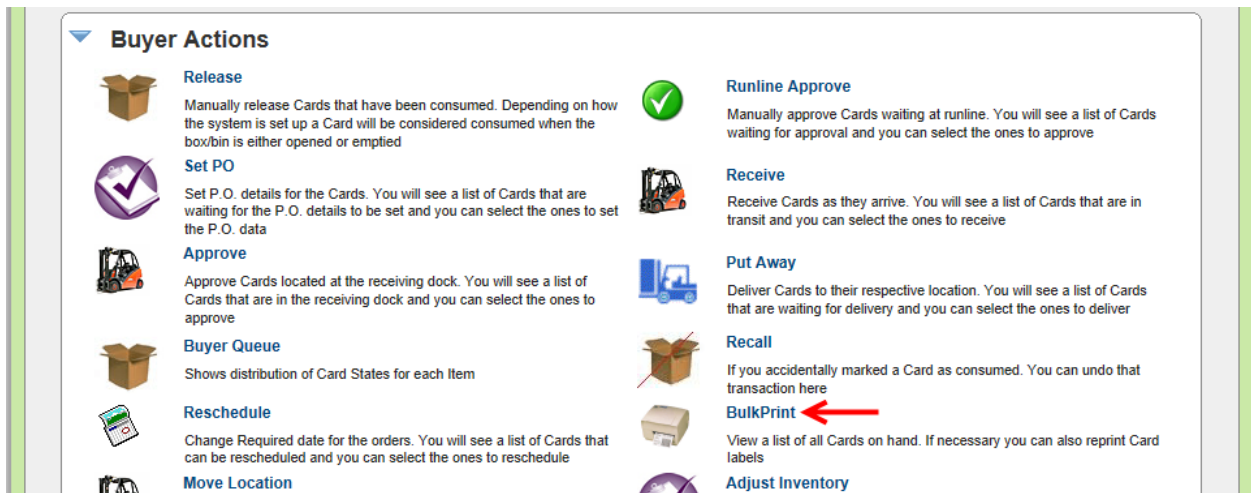 Buyer Actions
Release
Manually release Cards that have been consumed. Depending on how
the system is set up a Card will be considered consumed when the
box/bin is either opened or emptied
Runline Approve
Manually approve Cards waiting at runline. You will see a list of Cards
waiting for approval and you can select the ones to approve
Set PO
Set P.O. details for the Cards. You will see a list of Cards that are
waiting for the P.O. details to be set and you can select the ones to set
the P.O. data
Receive
Receive Cards as they arrive. You will see a list of Cards that are in
transit and you can select the ones to receive
Approve
Approve Cards located at the receiving dock. You will see a list of
Cards that are in the receiving dock and you can select the ones to
approve
Put Away
Deliver Cards to their respective location. You will see a list of Cards
that are waiting for delivery and you can select the ones to deliver
Buyer Queue
Shows distribution of Card States for each Item
Recall
If you accidentally marked a Card as consumed. You can undo that
transaction here
Reschedule
Change Required date for the orders. You will see a list of Cards that
can be rescheduled and you can select the ones to reschedule
BulkPrint
View a list of all Cards on hand. If necessary you can also reprint Card
labels
Move Location
Adjust Inventory